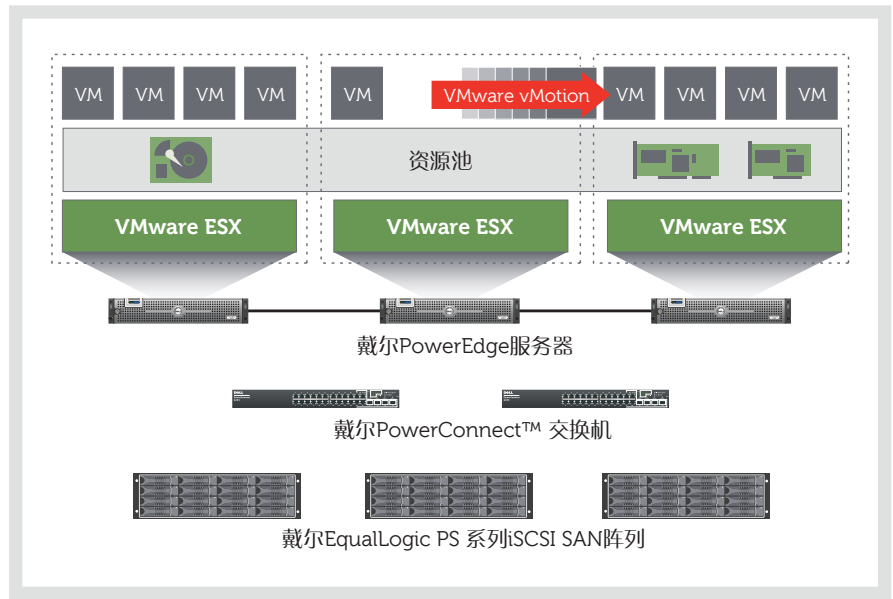 VM VM VM VM VM VMware vMotion VM VM VM VM
资源池
VMware ESX VMware ESX VMware ESX
戴尔PowerEdge服务器
戴尔PowerConnect™ 交换机
戴尔EqualLogic PS 系列iSCSI SAN阵列